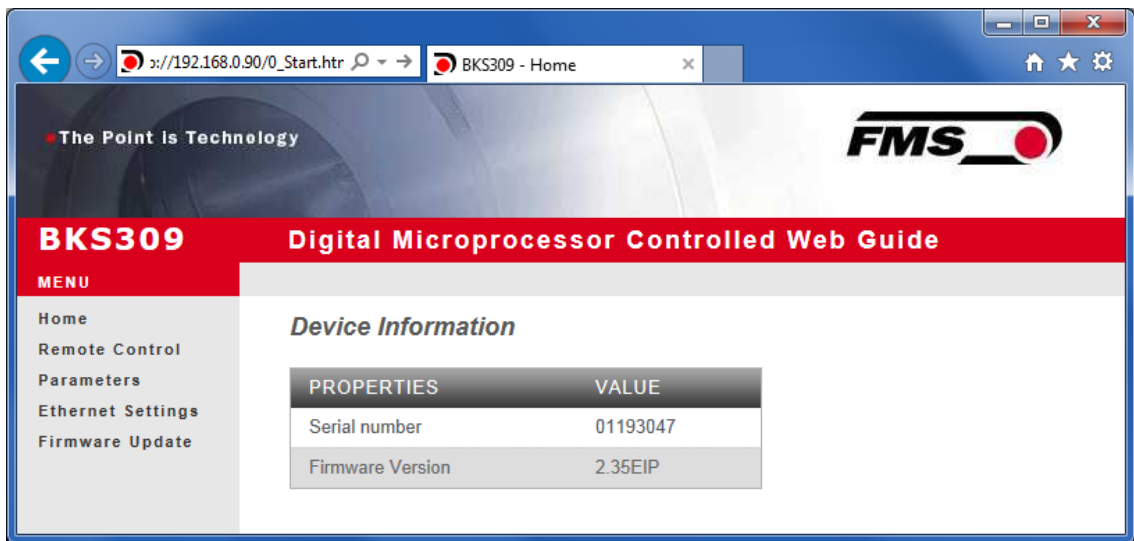 ɔ://192.168.0.90/0_Start.htr
BKS309 - Home
The Point is Technology
FMS
BKS309
Digital Microprocessor Controlled Web Guide
MENU
Home
Remote Control
Parameters
Ethernet Settings
Firmware Update
Device Information
PROPERTIES VALUE
Serial number 01193047
Firmware Version 2.35EIP